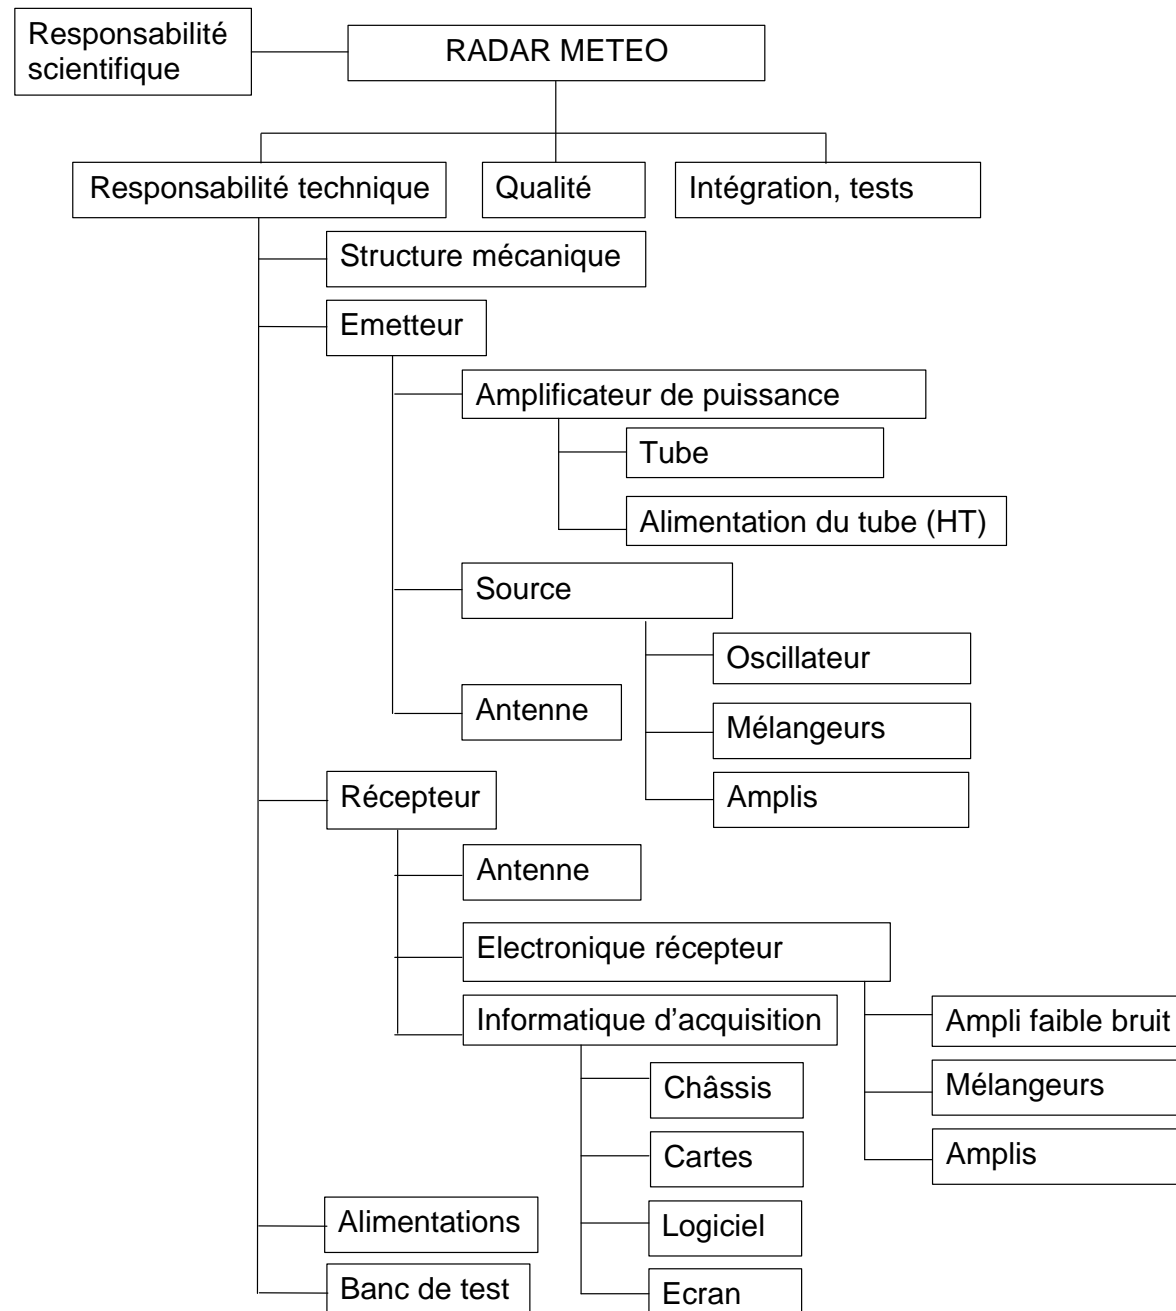 Responsabilité
scientifique
RADAR METEO
Responsabilité technique
Qualité
Intégration, tests
Structure mécanique
Emetteur
Amplificateur de puissance
Tube
Alimentation du tube (HT)
Source
Oscillateur
Mélangeurs
Amplis
Antenne
Récepteur
Antenne
Electronique récepteur
Ampli faible bruit
Mélangeurs
Amplis
Informatique d'acquisition
Châssis
Cartes
Logiciel
Ecran
Alimentations
Banc de test